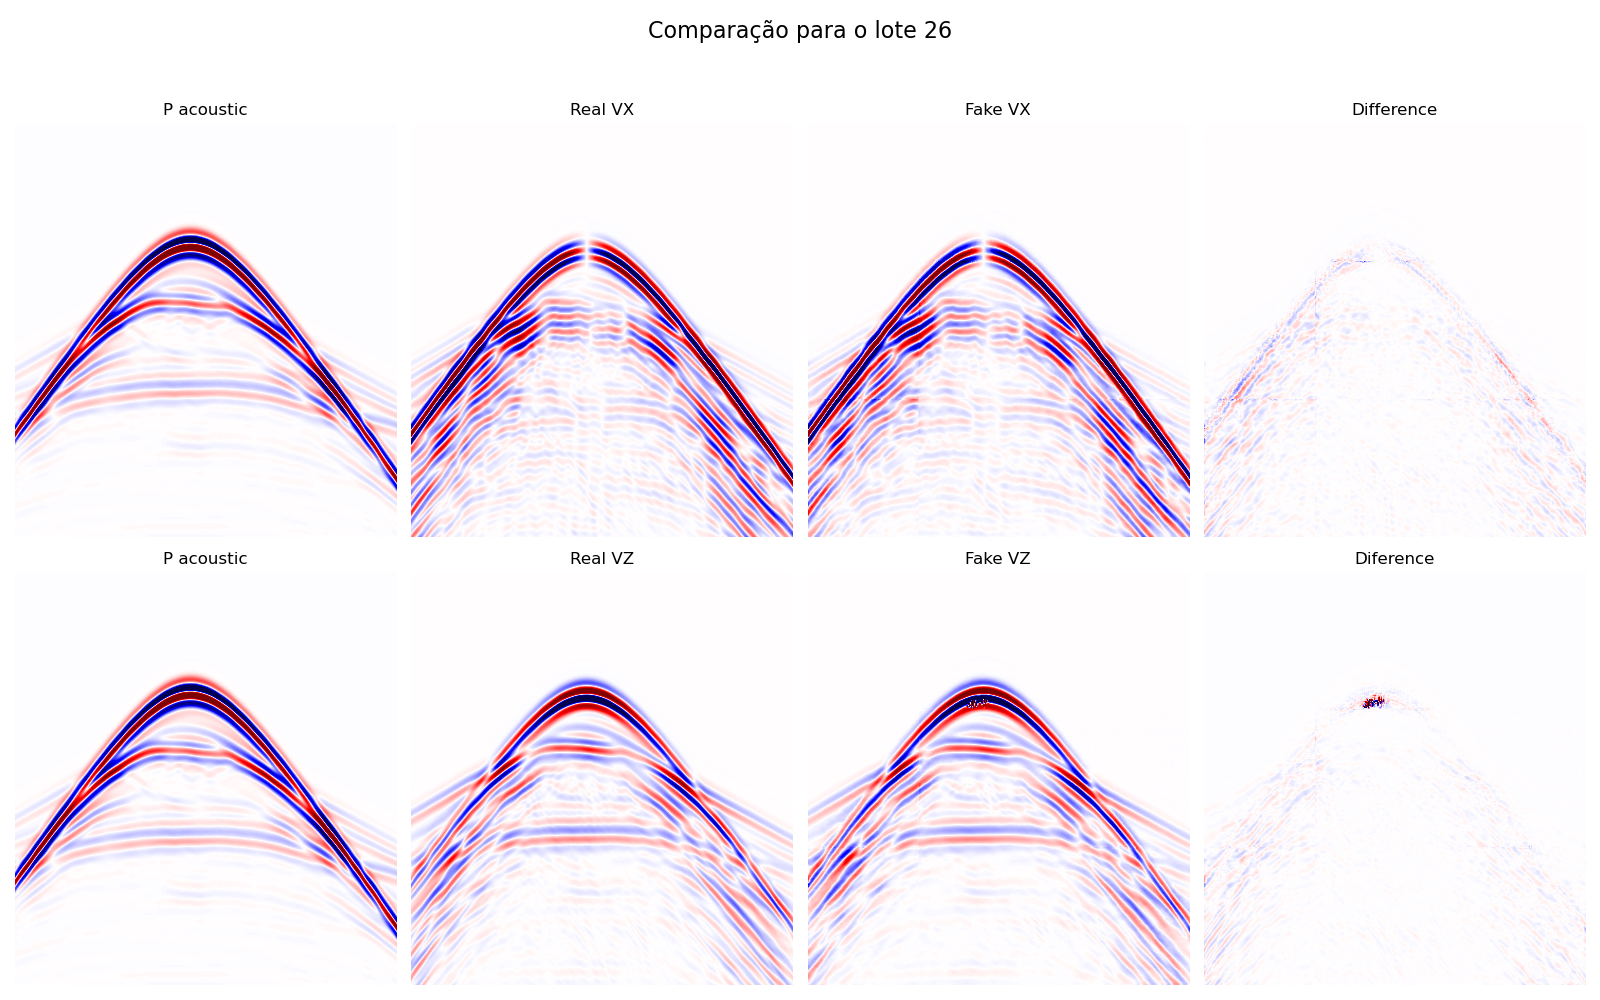 Comparação para o lote 26
P acoustic
Real VX
Fake VX
Difference
P acoustic
Real VZ
Fake VZ
Diference